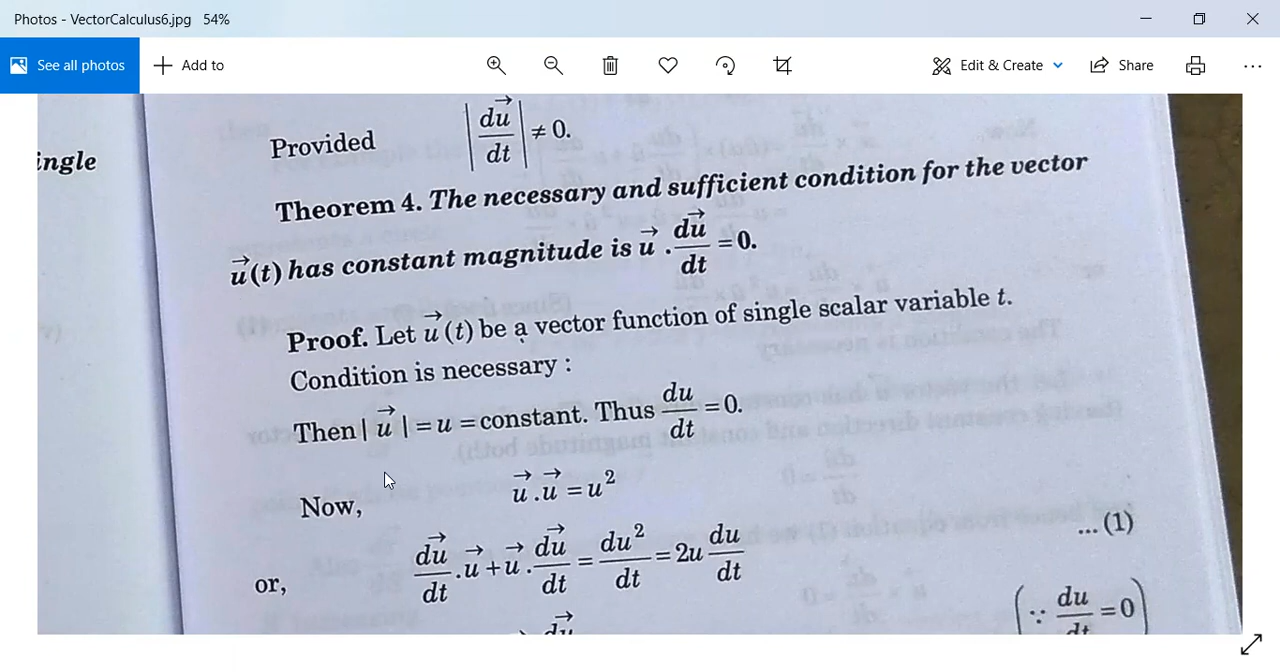 Photos - VectorCalculus6.jpg 54%
See all photos + Add to Edit & Create Share ...
ingle
Provided |du⃗/dt| ≠ 0.
Theorem 4. The necessary and sufficient condition for the vector
u⃗(t) has constant magnitude is u⃗ . du⃗/dt = 0.
Proof. Let u⃗(t) be a vector function of single scalar variable t.
Condition is necessary :
Then | u⃗ | = u = constant. Thus du/dt = 0.
Now, u⃗ . u⃗ = u²
...(1)
or, du⃗/dt . u⃗ + u⃗ . du⃗/dt = du²/dt = 2u du/dt
(∵ du/dt = 0)
du⃗